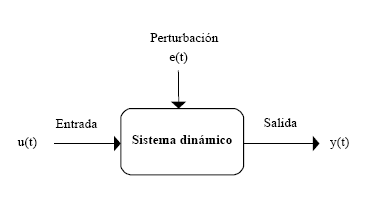 Perturbación
e(t)
Entrada
Salida
u(t)
Sistema dinámico
y(t)